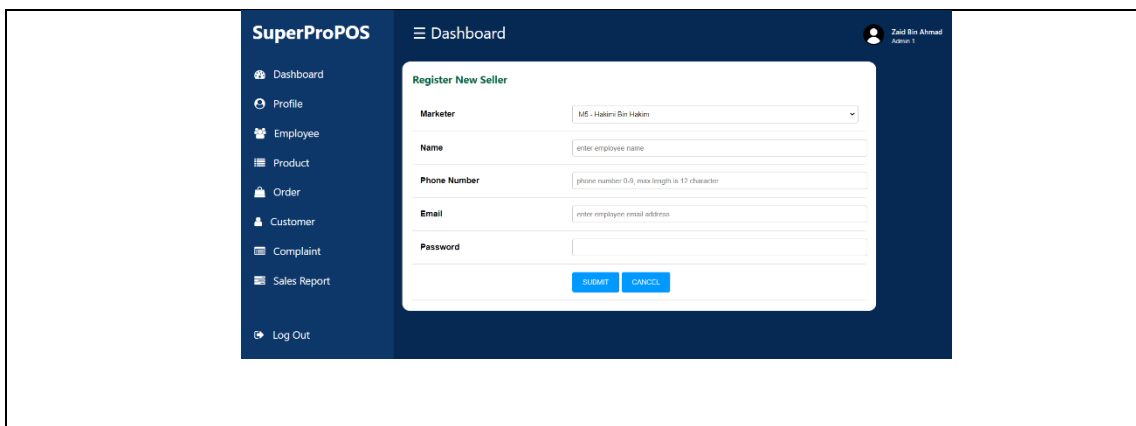 SuperProPOS
☰ Dashboard
Zaid Bin Ahmad
Admin 1
Dashboard
Profile
Employee
Product
Order
Customer
Complaint
Sales Report
Log Out
Register New Seller
Marketer
M5 - Hakimi Bin Hakim
Name
enter employee name
Phone Number
phone number 0-9, max length is 12 character
Email
enter employee email address
Password
SUBMIT CANCEL